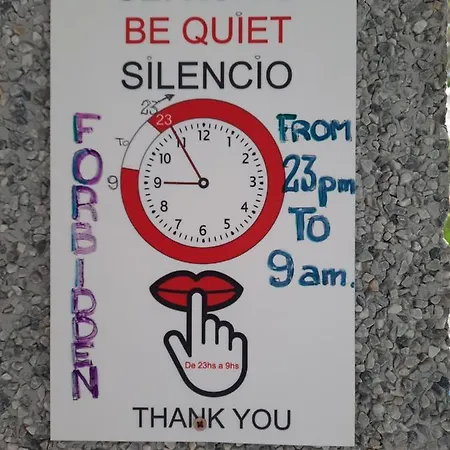 BE QUIET
SILENCIO
FORBIDDEN
23
23
To
9
12
1
2
3
4
5
6
7
8
9
10
11
FROM
23pm
TO
9am.
De 23hs a 9hs
THANK YOU